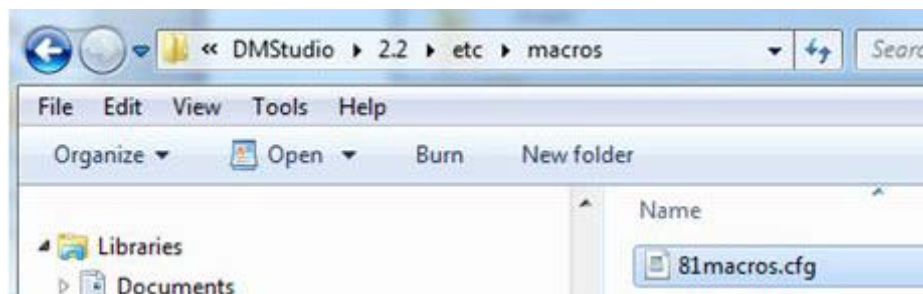 « DMStudio ▸ 2.2 ▸ etc ▸ macros
File Edit View Tools Help
Organize Open Burn New folder
Name
Libraries
81macros.cfg
Documents